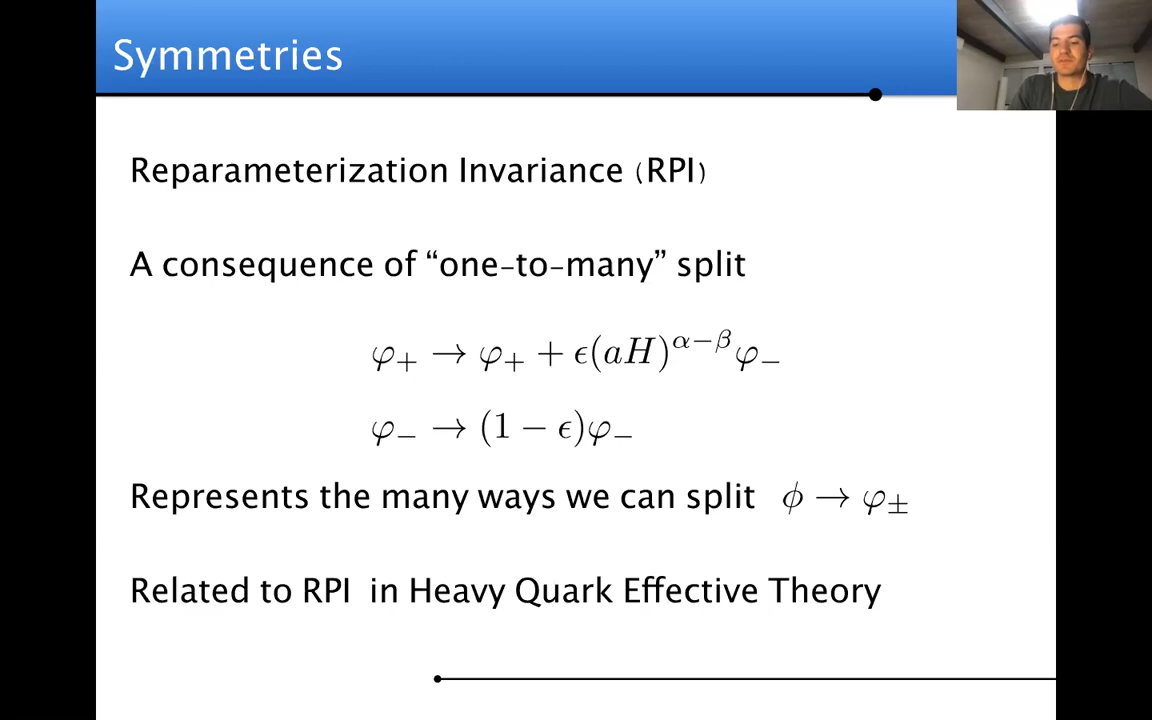 Symmetries
Reparameterization Invariance (RPI)
A consequence of “one-to-many” split
φ₊ → φ₊ + ϵ(aH)^{α−β}φ₋
φ₋ → (1 − ϵ)φ₋
Represents the many ways we can split ϕ → φ±
Related to RPI in Heavy Quark Effective Theory